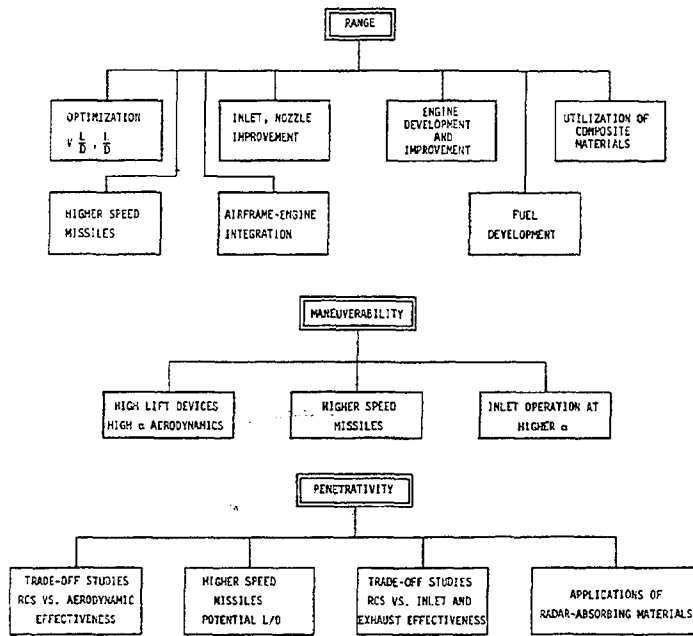 RANGE
OPTIMIZATION
V L/D , L/D
INLET, NOZZLE
IMPROVEMENT
ENGINE
DEVELOPMENT
AND
IMPROVEMENT
UTILIZATION OF
COMPOSITE
MATERIALS
HIGHER SPEED
MISSILES
AIRFRAME-ENGINE
INTEGRATION
FUEL
DEVELOPMENT
MANEUVERABILITY
HIGH LIFT DEVICES
HIGH α AERODYNAMICS
HIGHER SPEED
MISSILES
INLET OPERATION AT
HIGHER α
PENETRATIVITY
TRADE-OFF STUDIES
RCS VS. AERODYNAMIC
EFFECTIVENESS
HIGHER SPEED
MISSILES
POTENTIAL L/D
TRADE-OFF STUDIES
RCS VS. INLET AND
EXHAUST EFFECTIVENESS
APPLICATIONS OF
RADAR-ABSORBING MATERIALS